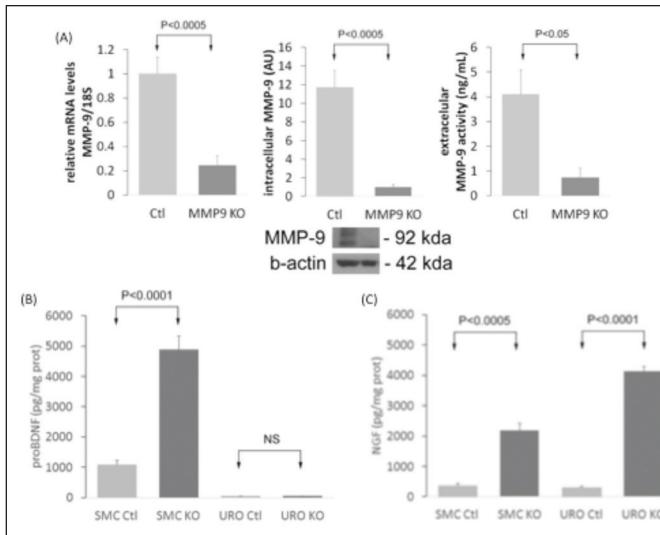 (A)
P<0.0005
relative mRNA levels
MMP-9/18S
1.2
1
0.8
0.6
0.4
0.2
0
Ctl MMP9 KO
P<0.0005
intracellular MMP-9 (AU)
16
14
12
10
8
6
4
2
0
Ctl MMP9 KO
P<0.05
extracelular
MMP-9 activity (ng/mL)
6
5
4
3
2
1
0
Ctl MMP9 KO
MMP-9 - 92 kda
b-actin - 42 kda
(B)
P<0.0001
proBDNF (pg/mg prot)
6000
5000
4000
3000
2000
1000
0
NS
SMC Ctl SMC KO URO Ctl URO KO
(C)
P<0.0005
P<0.0001
NGF (pg/mg prot)
6000
5000
4000
3000
2000
1000
0
SMC Ctl SMC KO URO Ctl URO KO